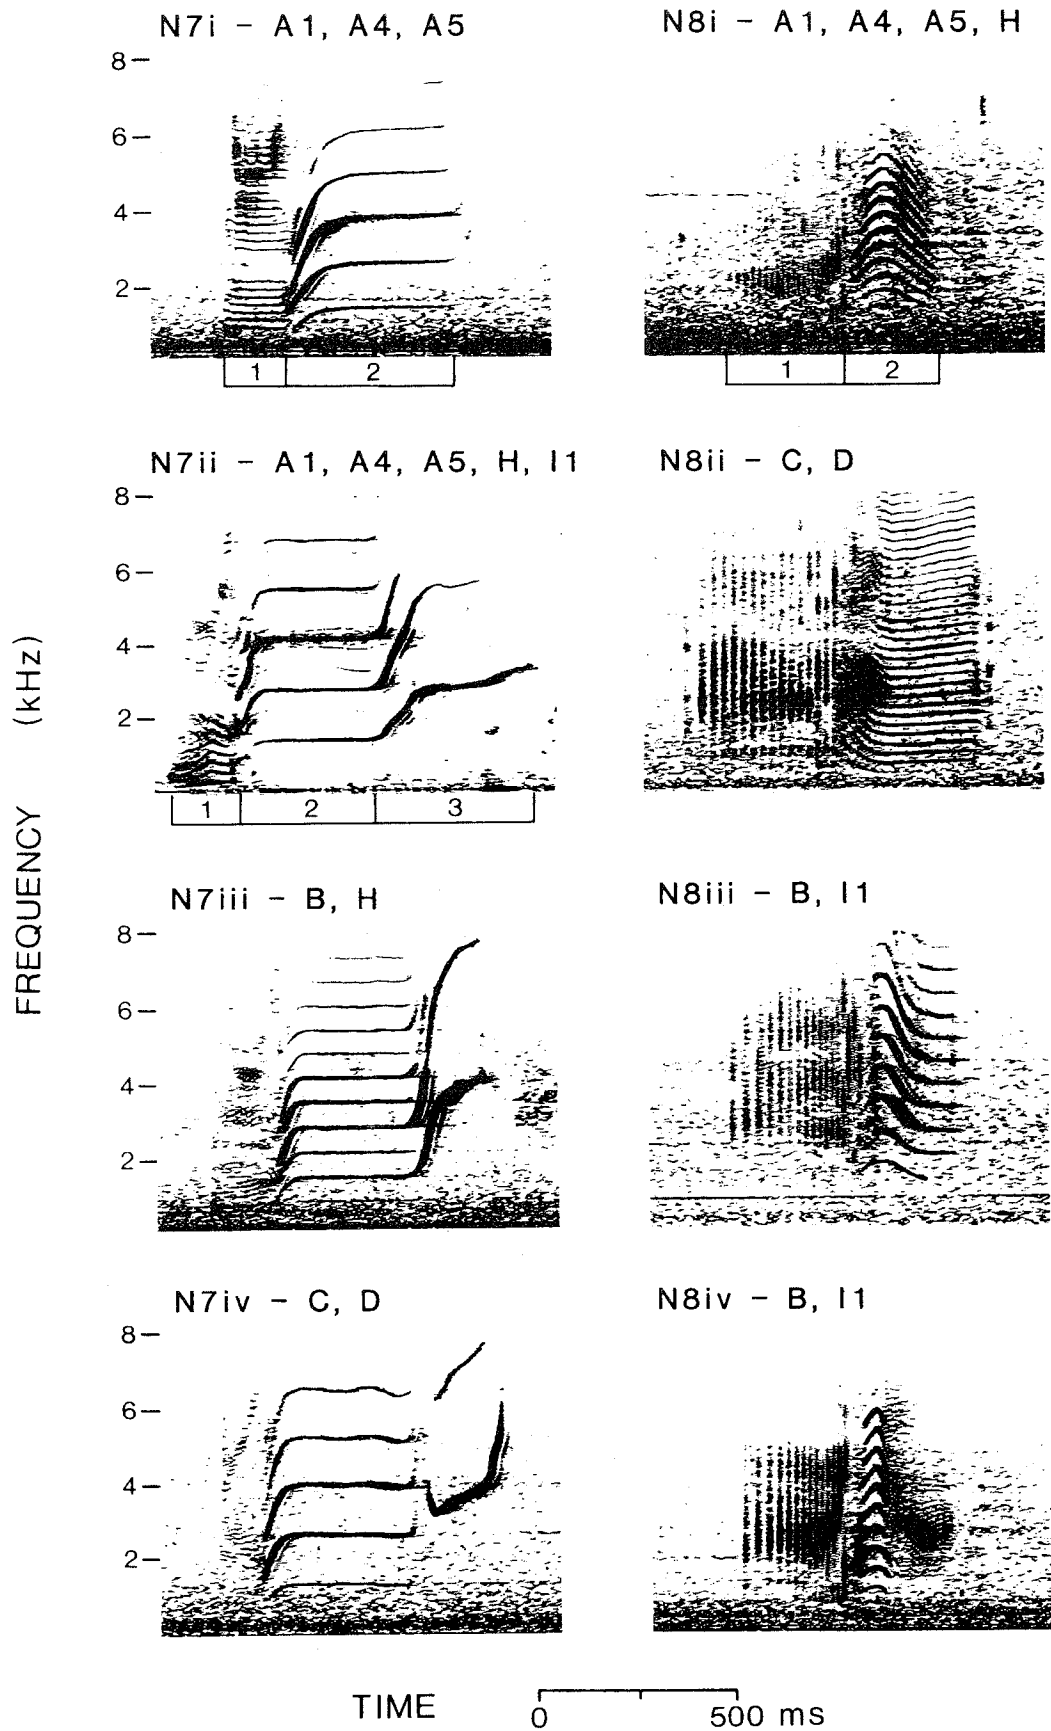 N7i – A1, A4, A5
N8i – A1, A4, A5, H
8
6
4
2
1 2
1 2
N7ii – A1, A4, A5, H, I1
N8ii – C, D
8
6
4
2
1 2 3
N7iii – B, H
N8iii – B, I1
8
6
4
2
N7iv – C, D
N8iv – B, I1
8
6
4
2
FREQUENCY (kHz)
TIME
0 500 ms